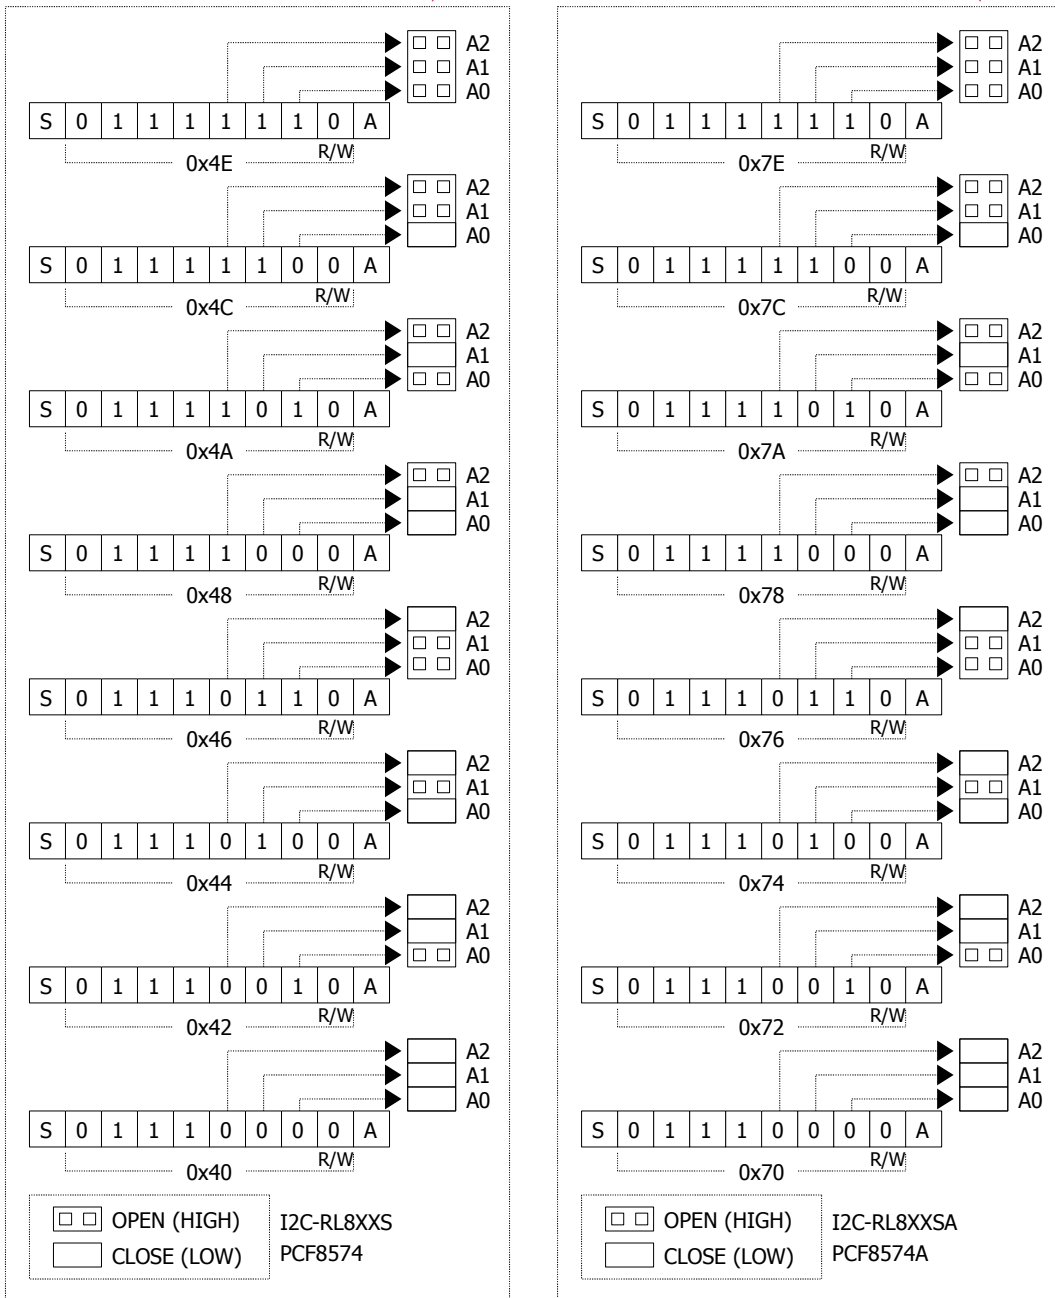 A2
A1
A0
S 0 1 1 1 1 1 1 0 A
R/W
0x4E
A2
A1
A0
S 0 1 1 1 1 1 0 0 A
R/W
0x4C
A2
A1
A0
S 0 1 1 1 1 0 1 0 A
R/W
0x4A
A2
A1
A0
S 0 1 1 1 1 0 0 0 A
R/W
0x48
A2
A1
A0
S 0 1 1 1 0 1 1 0 A
R/W
0x46
A2
A1
A0
S 0 1 1 1 0 1 0 0 A
R/W
0x44
A2
A1
A0
S 0 1 1 1 0 0 1 0 A
R/W
0x42
A2
A1
A0
S 0 1 1 1 0 0 0 0 A
R/W
0x40
OPEN (HIGH) I2C-RL8XXS
CLOSE (LOW) PCF8574
A2
A1
A0
S 0 1 1 1 1 1 1 0 A
R/W
0x7E
A2
A1
A0
S 0 1 1 1 1 1 0 0 A
R/W
0x7C
A2
A1
A0
S 0 1 1 1 1 0 1 0 A
R/W
0x7A
A2
A1
A0
S 0 1 1 1 1 0 0 0 A
R/W
0x78
A2
A1
A0
S 0 1 1 1 0 1 1 0 A
R/W
0x76
A2
A1
A0
S 0 1 1 1 0 1 0 0 A
R/W
0x74
A2
A1
A0
S 0 1 1 1 0 0 1 0 A
R/W
0x72
A2
A1
A0
S 0 1 1 1 0 0 0 0 A
R/W
0x70
OPEN (HIGH) I2C-RL8XXSA
CLOSE (LOW) PCF8574A